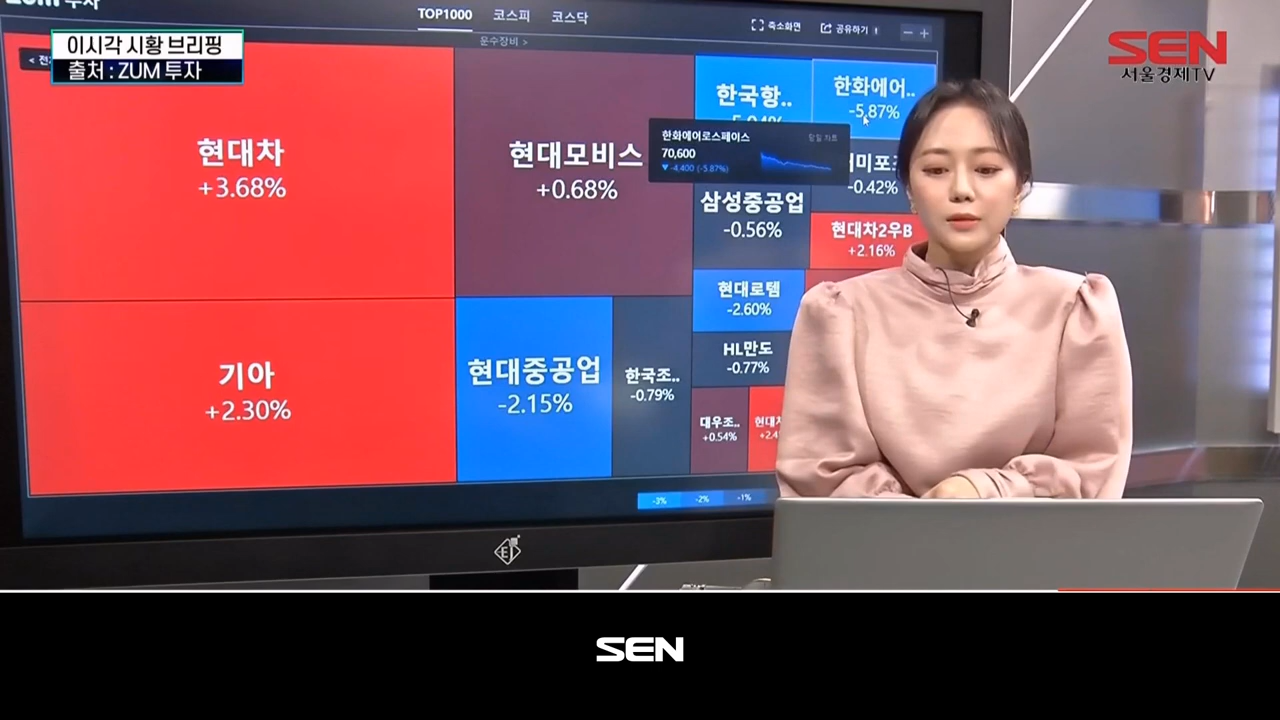 투자
TOP1000 코스피 코스닥
축소화면 공유하기
이시각 시황 브리핑
출처 : ZUM 투자
운수장비 >
SEN
서울경제TV
현대차
+3.68%
현대모비스
+0.68%
한국항..
한화에어..
-5.87%
한화에어로스페이스
70,600
▼ -4,400 (-5.87%)
-0.42%
삼성중공업
-0.56%
현대차2우B
+2.16%
현대로템
-2.60%
HL만도
-0.77%
기아
+2.30%
현대중공업
-2.15%
한국조..
-0.79%
대우조..
+0.54%
-3% -2% -1%
SEN